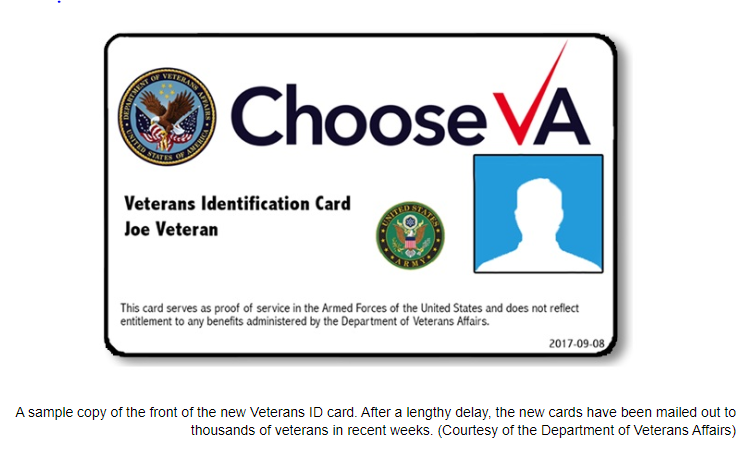 DEPARTMENT OF VETERANS AFFAIRS
UNITED STATES OF AMERICA
Choose VA
Veterans Identification Card
Joe Veteran
UNITED STATES
ARMY
This card serves as proof of service in the Armed Forces of the United States and does not reflect
entitlement to any benefits administered by the Department of Veterans Affairs.
2017-09-08
A sample copy of the front of the new Veterans ID card. After a lengthy delay, the new cards have been mailed out to
thousands of veterans in recent weeks. (Courtesy of the Department of Veterans Affairs)